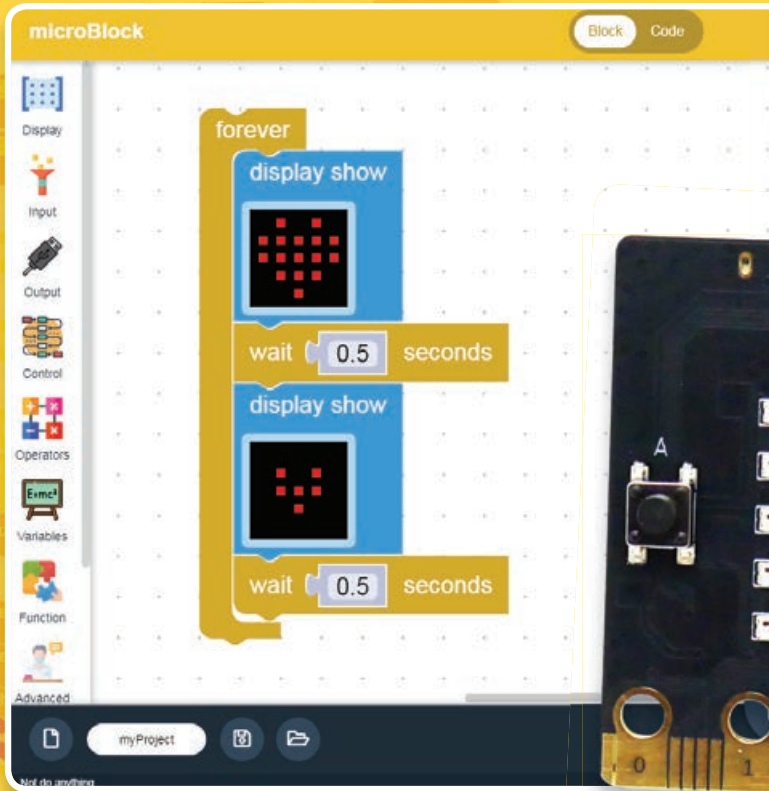 microBlock
Block
Code
Display
Input
Output
Control
Operators
E=mc²
Variables
Function
Advanced
forever
display show
wait 0.5 seconds
display show
wait 0.5 seconds
A
0
1
myProject
Not do anything